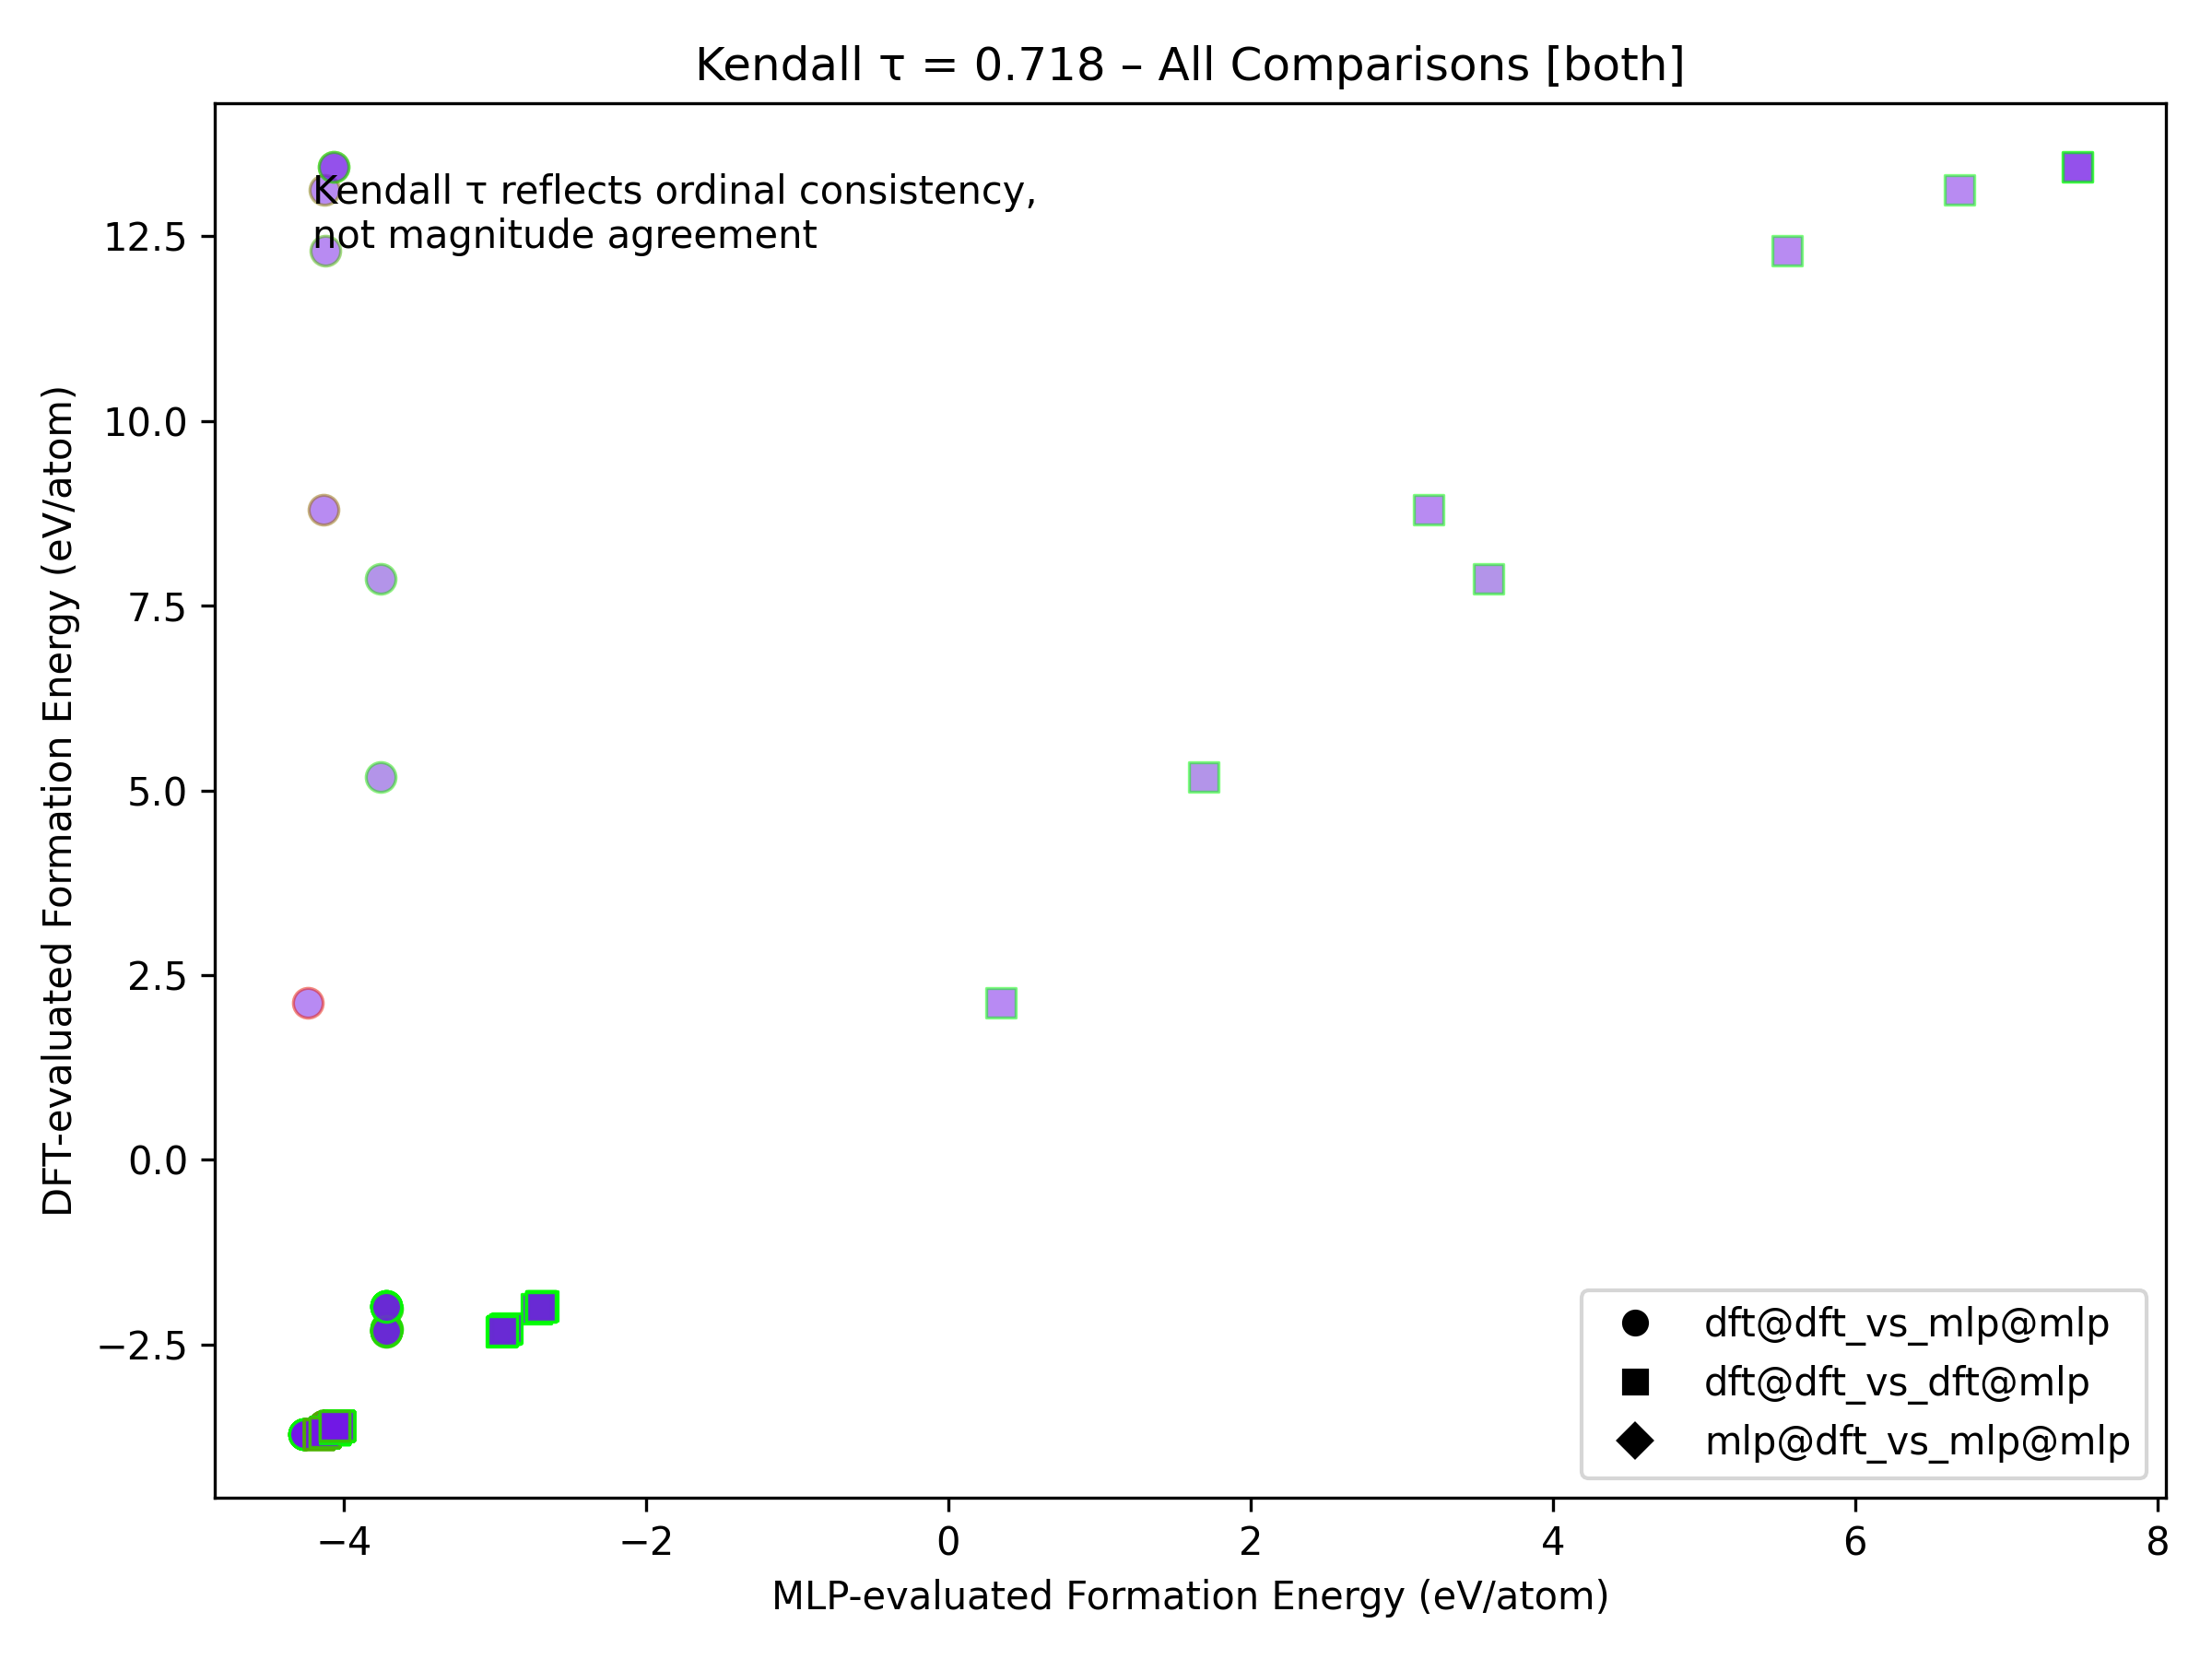 Kendall τ = 0.718 – All Comparisons [both]
Kendall τ reflects ordinal consistency,
not magnitude agreement
DFT-evaluated Formation Energy (eV/atom)
12.5
10.0
7.5
5.0
2.5
0.0
−2.5
dft@dft_vs_mlp@mlp
dft@dft_vs_dft@mlp
mlp@dft_vs_mlp@mlp
−4 −2 0 2 4 6 8
MLP-evaluated Formation Energy (eV/atom)